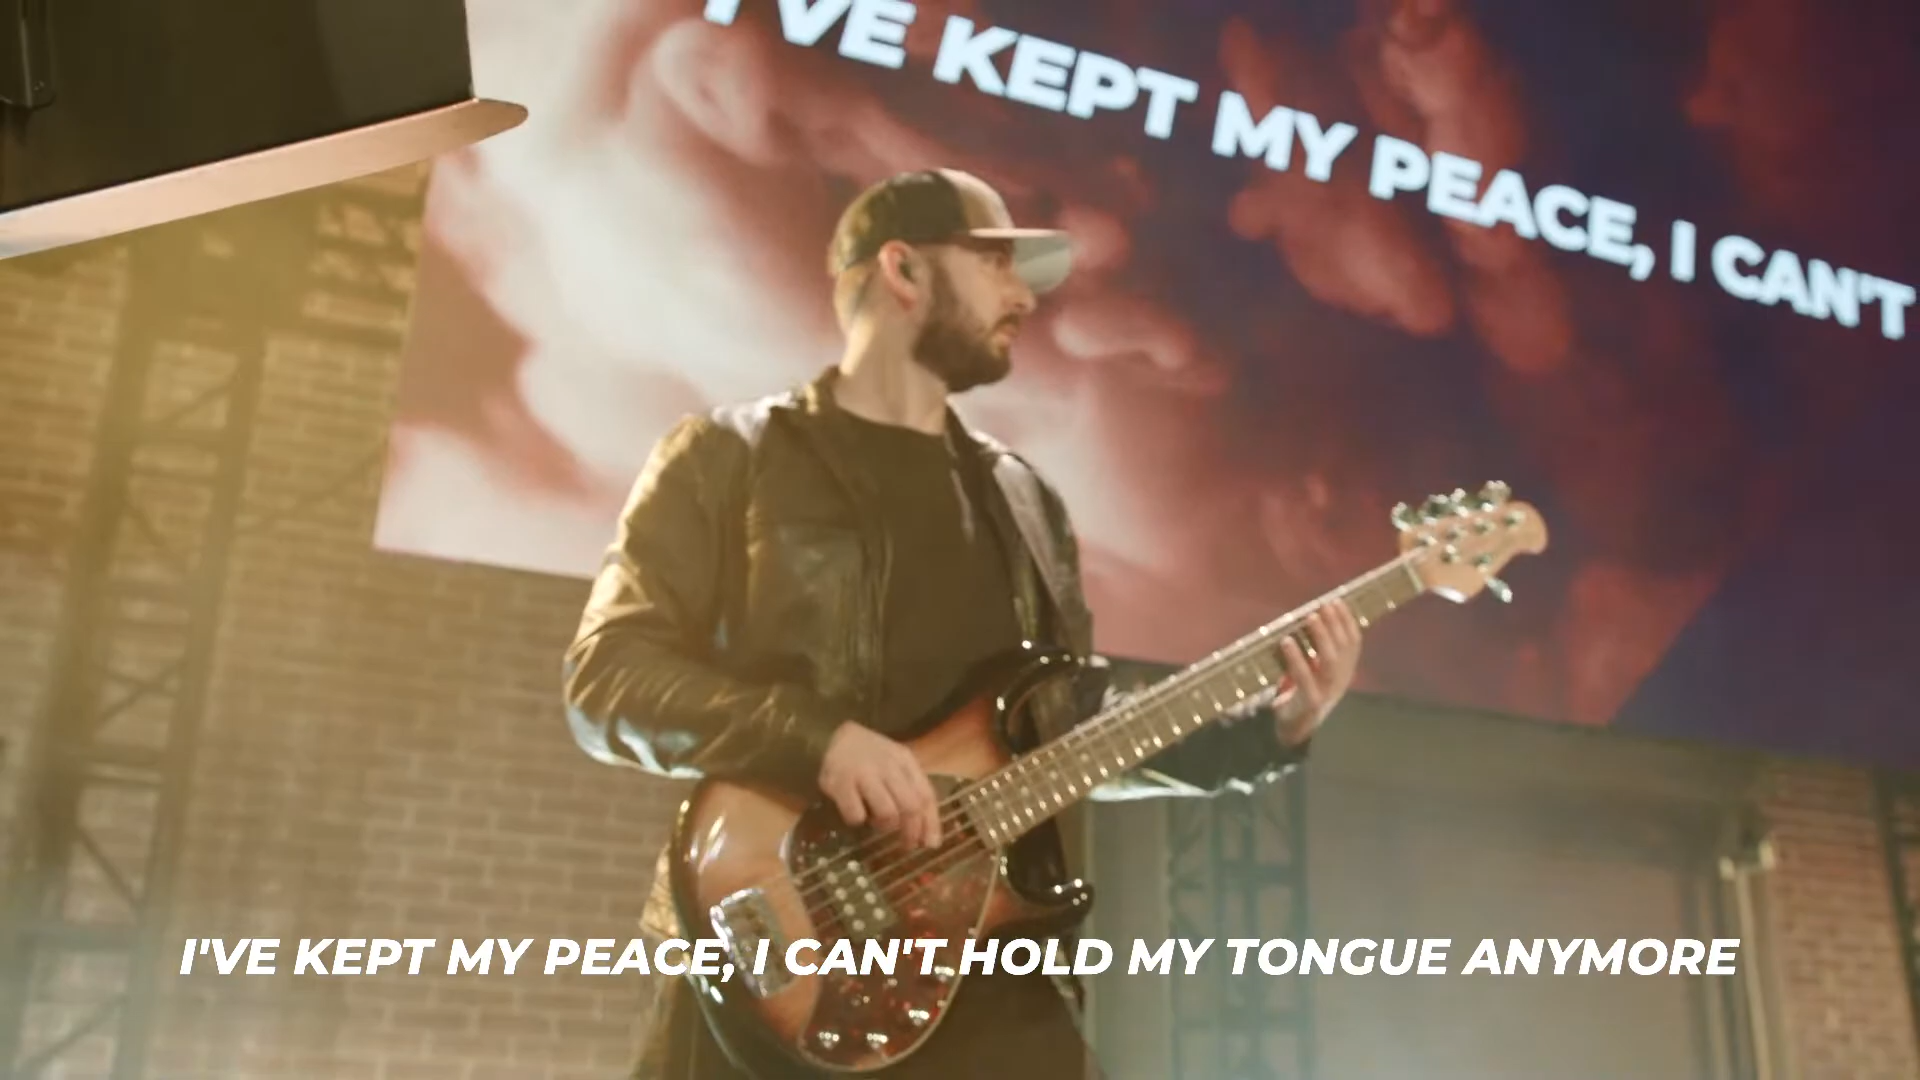 I'VE KEPT MY PEACE, I CAN'T
I'VE KEPT MY PEACE, I CAN'T HOLD MY TONGUE ANYMORE